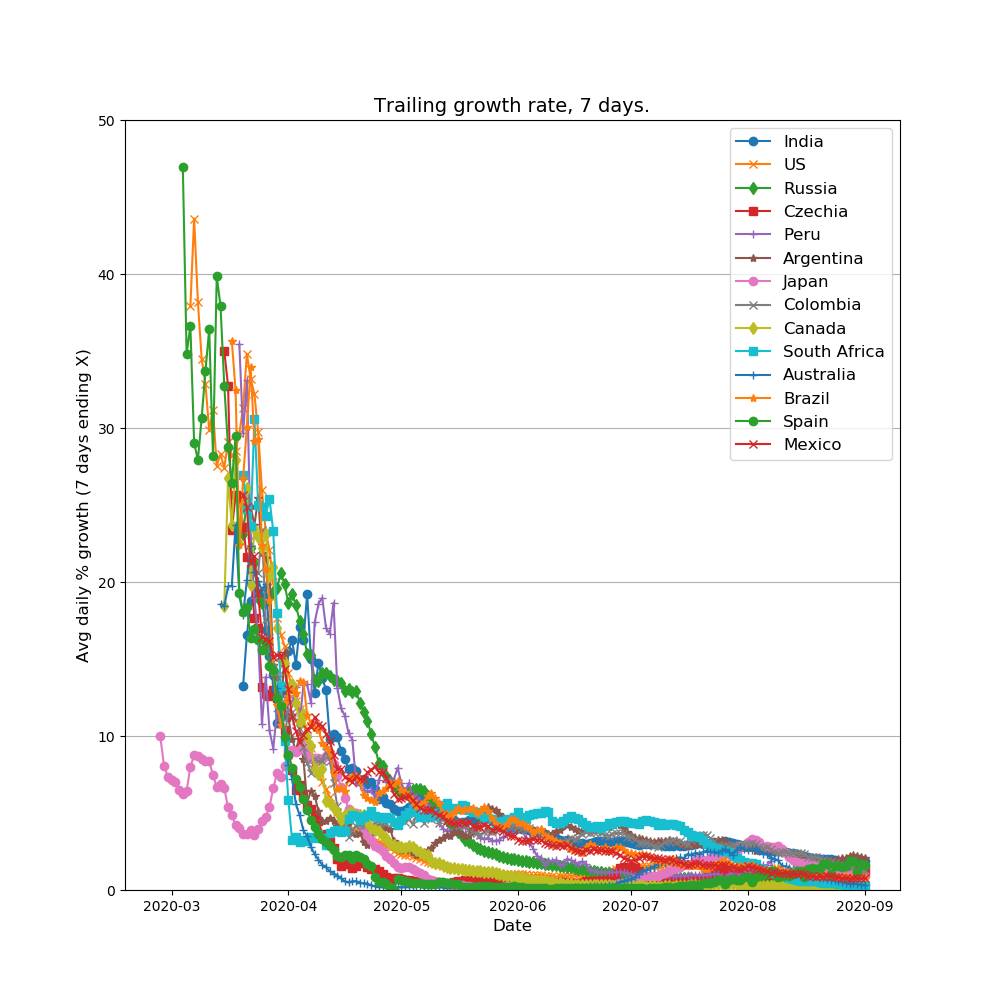 Trailing growth rate, 7 days.
50
40
30
20
10
0
Avg daily % growth (7 days ending X)
India
US
Russia
Czechia
Peru
Argentina
Japan
Colombia
Canada
South Africa
Australia
Brazil
Spain
Mexico
2020-03 2020-04 2020-05 2020-06 2020-07 2020-08 2020-09
Date